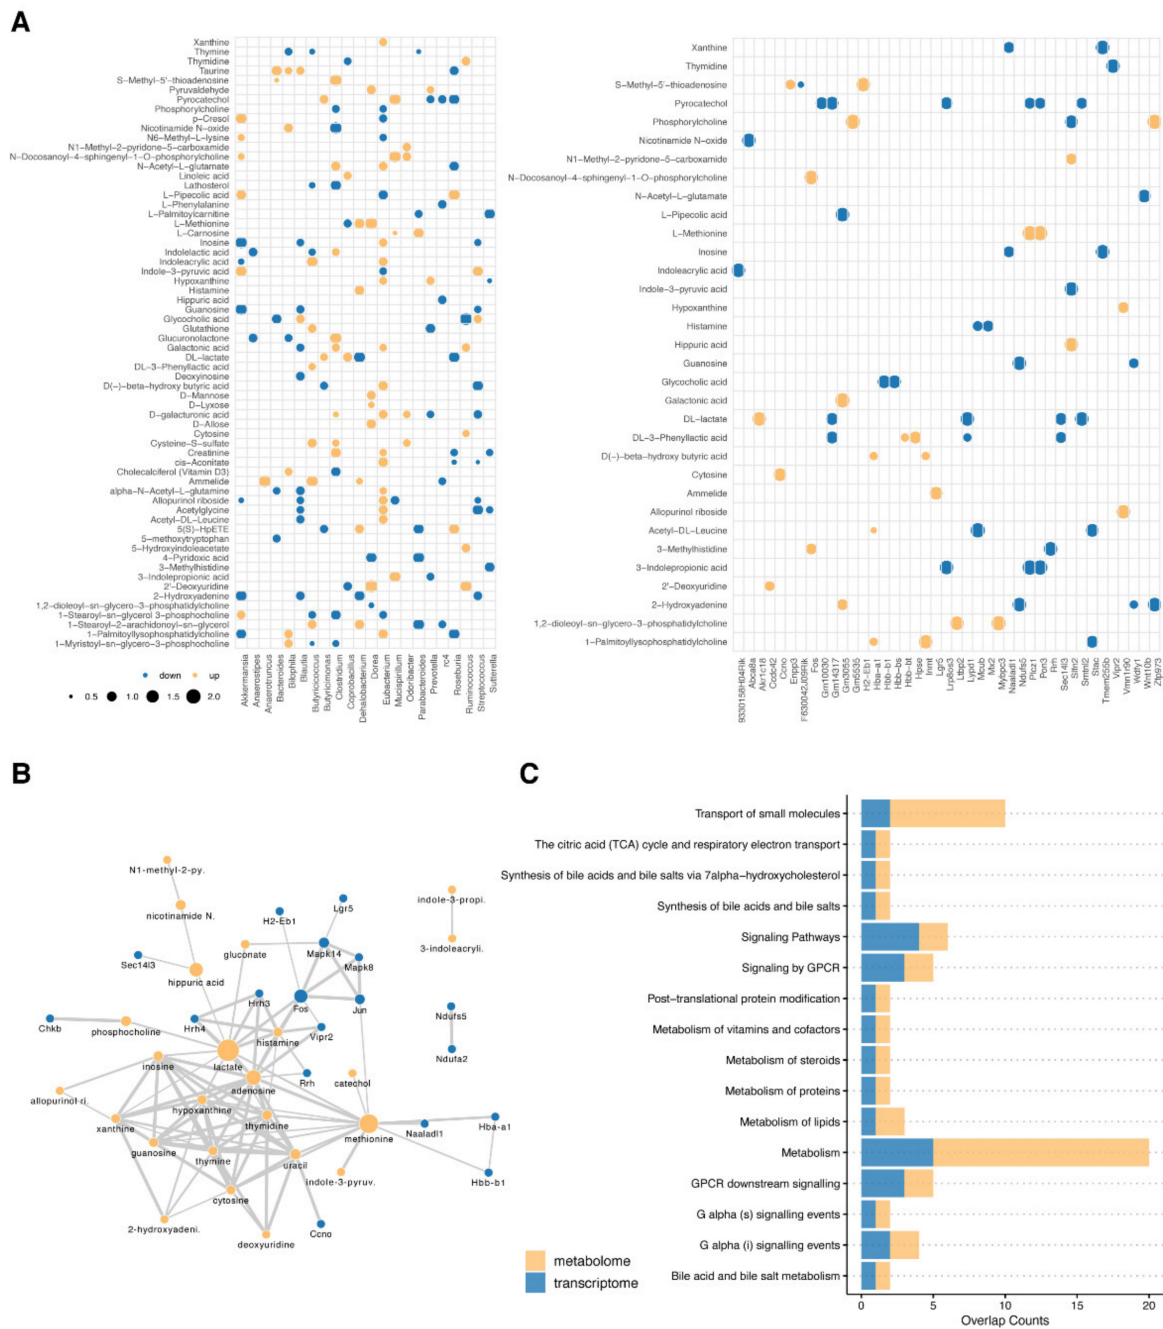 A
Xanthine
Thymine
Thymidine
Taurine
S-Methyl-5'-thioadenosine
Pyruvaldehyde
Pyrocatechol
Phosphorylcholine
p-Cresol
Nicotinamide N-oxide
N6-Methyl-L-lysine
N1-Methyl-2-pyridone-5-carboxamide
N-Docosanoyl-4-sphingenyl-1-O-phosphorylcholine
N-Acetyl-L-glutamate
Linoleic acid
Lathosterol
L-Pipecolic acid
L-Phenylalanine
L-Palmitoylcarnitine
L-Methionine
L-Carnosine
Inosine
Indolelactic acid
Indoleacrylic acid
Indole-3-pyruvic acid
Hypoxanthine
Histamine
Hippuric acid
Guanosine
Glycocholic acid
Glutathione
Glucuronolactone
Galactonic acid
DL-lactate
DL-3-Phenyllactic acid
Deoxyinosine
D(-)-beta-hydroxy butyric acid
D-Mannose
D-Lyxose
D-galacturonic acid
D-Allose
Cytosine
Cysteine-S-sulfate
Creatinine
cis-Aconitate
Cholecalciferol (Vitamin D3)
Ammelide
alpha-N-Acetyl-L-glutamine
Allopurinol riboside
Acetylglycine
Acetyl-DL-Leucine
5(S)-HpETE
5-methoxytryptophan
5-Hydroxyindoleacetate
4-Pyridoxic acid
3-Methylhistidine
3-Indolepropionic acid
2'-Deoxyuridine
2-Hydroxyadenine
1,2-dioleoyl-sn-glycero-3-phosphatidylcholine
1-Stearoyl-sn-glycerol 3-phosphocholine
1-Stearoyl-2-arachidonoyl-sn-glycerol
1-Palmitoyllysophosphatidylcholine
1-Myristoyl-sn-glycero-3-phosphocholine
Akkermansia
Anaerostipes
Anaerotruncus
Bacteroides
Bilophila
Blautia
Butyricicoccus
Butyricimonas
Clostridium
Coprobacillus
Dehalobacterium
Dorea
Eubacterium
Mucispirillum
Odoribacter
Parabacteroides
Prevotella
rc4
Roseburia
Ruminococcus
Streptococcus
Sutterella
down
up
0.5
1.0
1.5
2.0
Xanthine
Thymidine
S-Methyl-5'-thioadenosine
Pyrocatechol
Phosphorylcholine
Nicotinamide N-oxide
N1-Methyl-2-pyridone-5-carboxamide
N-Docosanoyl-4-sphingenyl-1-O-phosphorylcholine
N-Acetyl-L-glutamate
L-Pipecolic acid
L-Methionine
Inosine
Indoleacrylic acid
Indole-3-pyruvic acid
Hypoxanthine
Histamine
Hippuric acid
Guanosine
Glycocholic acid
Galactonic acid
DL-lactate
DL-3-Phenyllactic acid
D(-)-beta-hydroxy butyric acid
Cytosine
Ammelide
Allopurinol riboside
Acetyl-DL-Leucine
3-Methylhistidine
3-Indolepropionic acid
2'-Deoxyuridine
2-Hydroxyadenine
1,2-dioleoyl-sn-glycero-3-phosphatidylcholine
1-Palmitoyllysophosphatidylcholine
9330158H04Rik
Abca8a
Akr1c18
Ccdc42
Ccno
Enpp3
F630042J09Rik
Fos
Gm10030
Gm14317
Gm3055
Gm5535
H2-Eb1
Hba-a1
Hbb-b1
Hbb-bs
Hbb-bt
Hpse
Inmt
Lgr5
Lrp8os3
Ltbp2
Lypd1
Mcub
Mx2
Mybpc3
Naaladl1
Ndufs5
Plcz1
Pon3
Rrh
Sec14l3
Slfn2
Smtnl2
Stac
Tmem255b
Vipr2
Vmn1r90
Wdfy1
Wnt10b
Zfp973
B
N1-methyl-2-py.
nicotinamide N.
Sec14l3
hippuric acid
gluconate
H2-Eb1
Lgr5
Mapk14
Mapk8
Hrh3
Fos
Jun
Chkb
phosphocholine
Hrh4
histamine
Vipr2
inosine
lactate
Rrh
catechol
adenosine
allopurinol ri.
hypoxanthine
xanthine
thymidine
methionine
Naaladl1
Hba-a1
guanosine
thymine
uracil
indole-3-pyruv.
Hbb-b1
cytosine
2-hydroxyadeni.
deoxyuridine
Ccno
indole-3-propi.
3-indoleacryli.
Ndufs5
Ndufa2
C
Transport of small molecules
The citric acid (TCA) cycle and respiratory electron transport
Synthesis of bile acids and bile salts via 7alpha-hydroxycholesterol
Synthesis of bile acids and bile salts
Signaling Pathways
Signaling by GPCR
Post-translational protein modification
Metabolism of vitamins and cofactors
Metabolism of steroids
Metabolism of proteins
Metabolism of lipids
Metabolism
GPCR downstream signalling
G alpha (s) signalling events
G alpha (i) signalling events
Bile acid and bile salt metabolism
0
5
10
15
20
Overlap Counts
metabolome
transcriptome